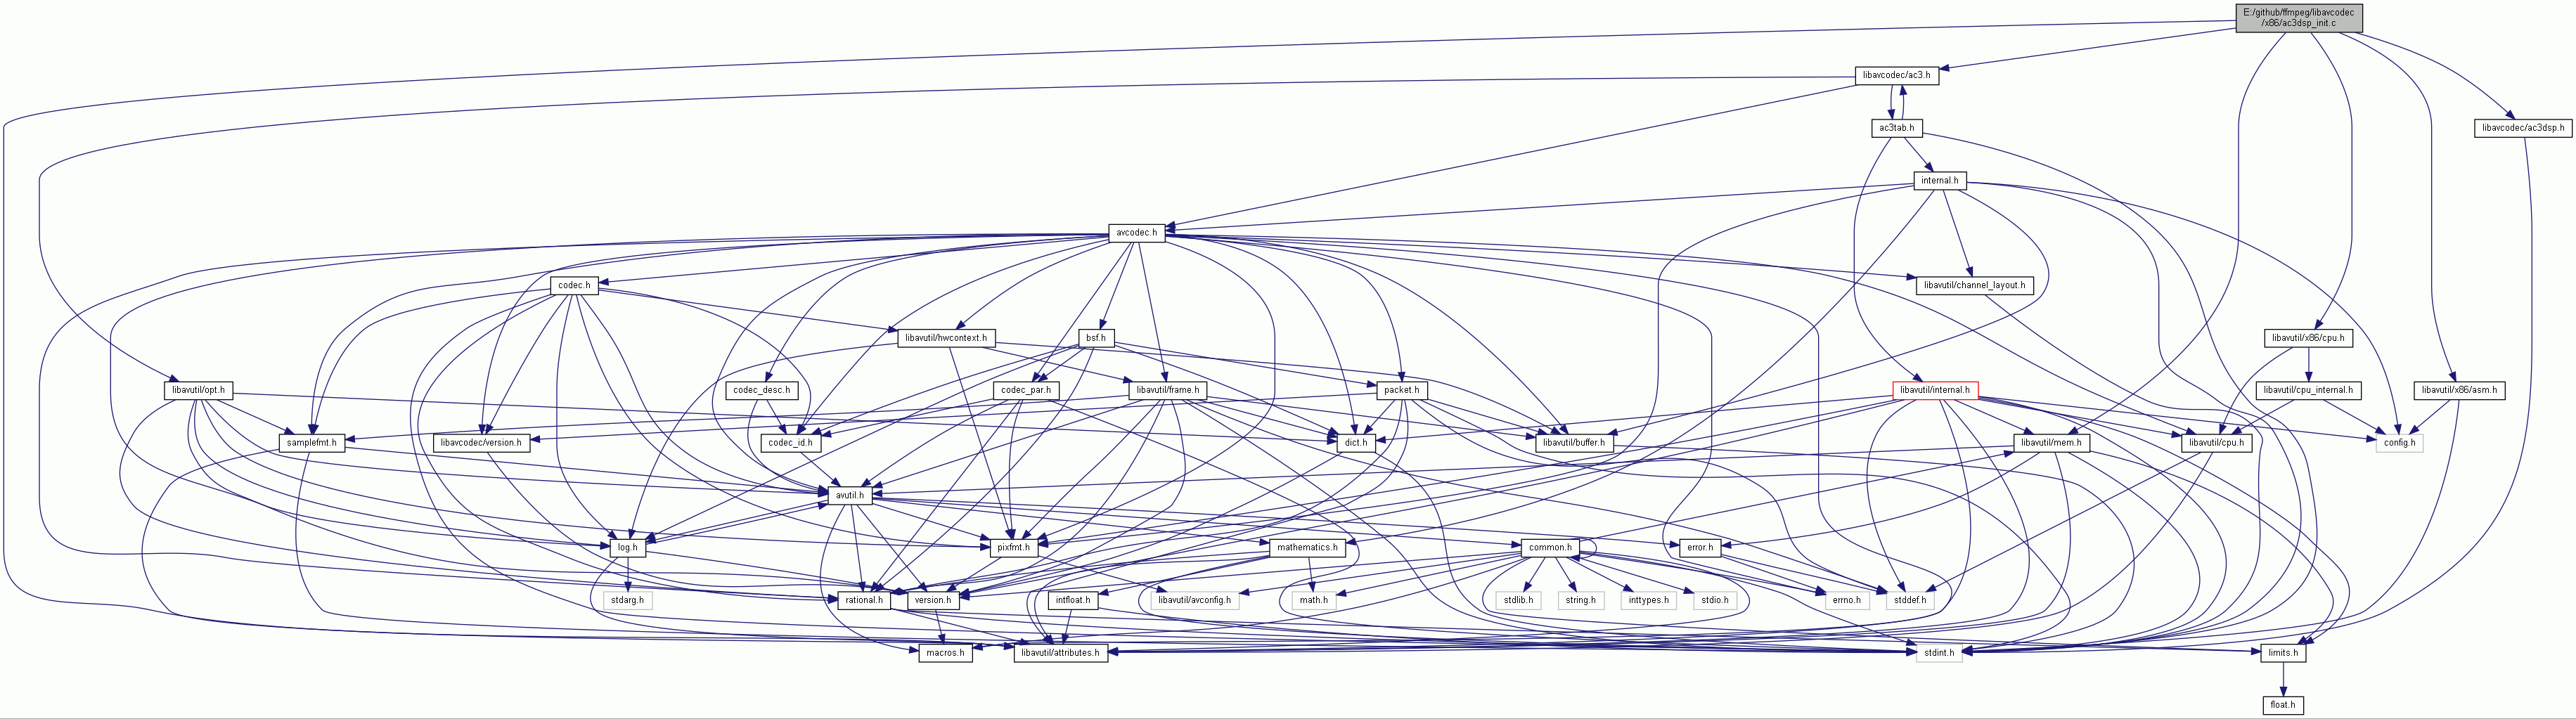 E:/github/ffmpeg/libavcodec
/x86/ac3dsp_init.c
libavcodec/ac3.h
ac3tab.h
libavcodec/ac3dsp.h
internal.h
avcodec.h
codec.h
libavutil/channel_layout.h
libavutil/hwcontext.h
bsf.h
libavutil/x86/cpu.h
libavutil/opt.h
codec_desc.h
codec_par.h
libavutil/frame.h
packet.h
libavutil/internal.h
libavutil/cpu_internal.h
libavutil/x86/asm.h
samplefmt.h
libavcodec/version.h
codec_id.h
dict.h
libavutil/buffer.h
libavutil/mem.h
libavutil/cpu.h
config.h
avutil.h
log.h
pixfmt.h
mathematics.h
common.h
error.h
stdarg.h
rational.h
version.h
intfloat.h
libavutil/avconfig.h
math.h
stdlib.h
string.h
inttypes.h
stdio.h
errno.h
stddef.h
macros.h
libavutil/attributes.h
stdint.h
limits.h
float.h